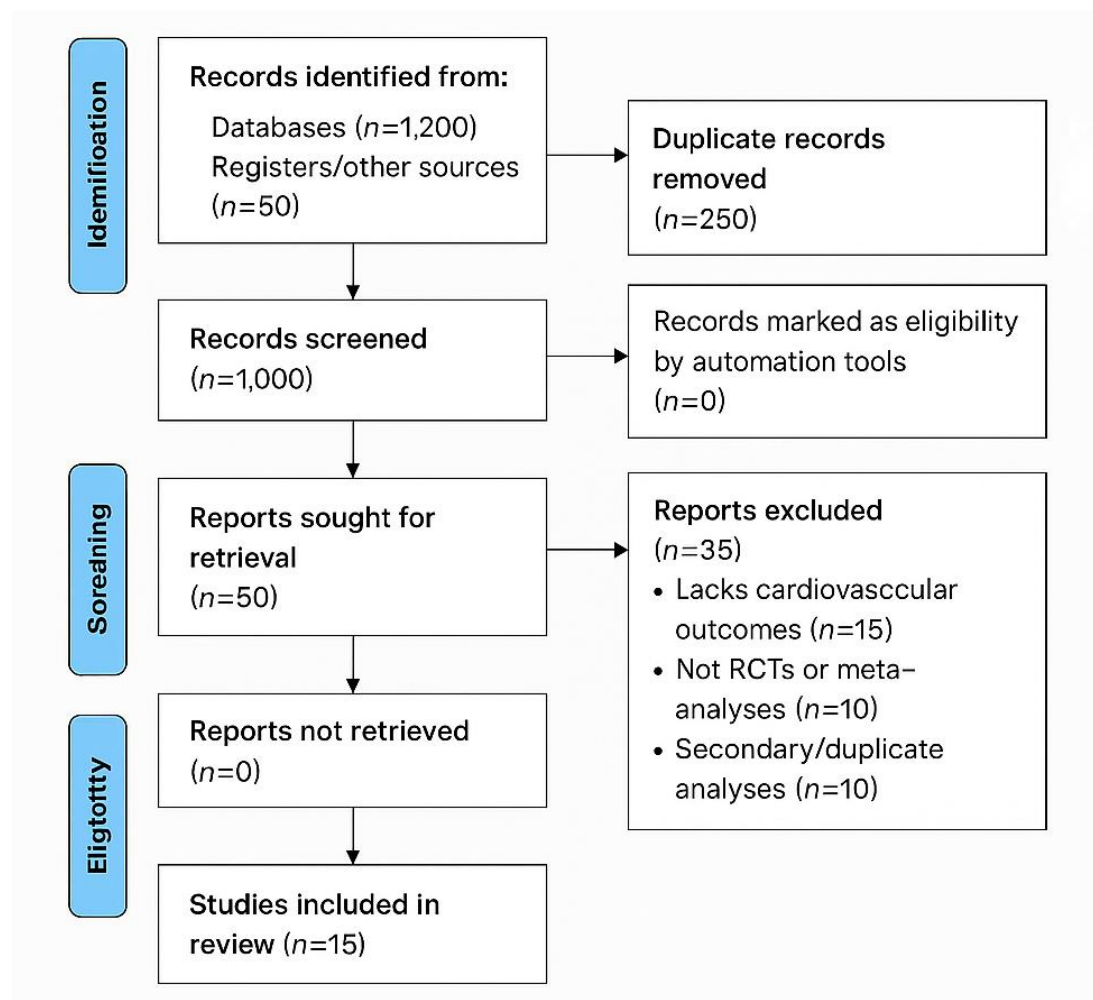 Idemifioation
Records identified from:
Databases (n=1,200)
Registers/other sources
(n=50)
Duplicate records
removed
(n=250)
Records screened
(n=1,000)
Records marked as eligibility
by automation tools
(n=0)
Soredning
Reports sought for
retrieval
(n=50)
Reports excluded
(n=35)
• Lacks cardiovasccular
outcomes (n=15)
• Not RCTs or meta–
analyses (n=10)
• Secondary/duplicate
analyses (n=10)
Eligtottty
Reports not retrieved
(n=0)
Studies included in
review (n=15)